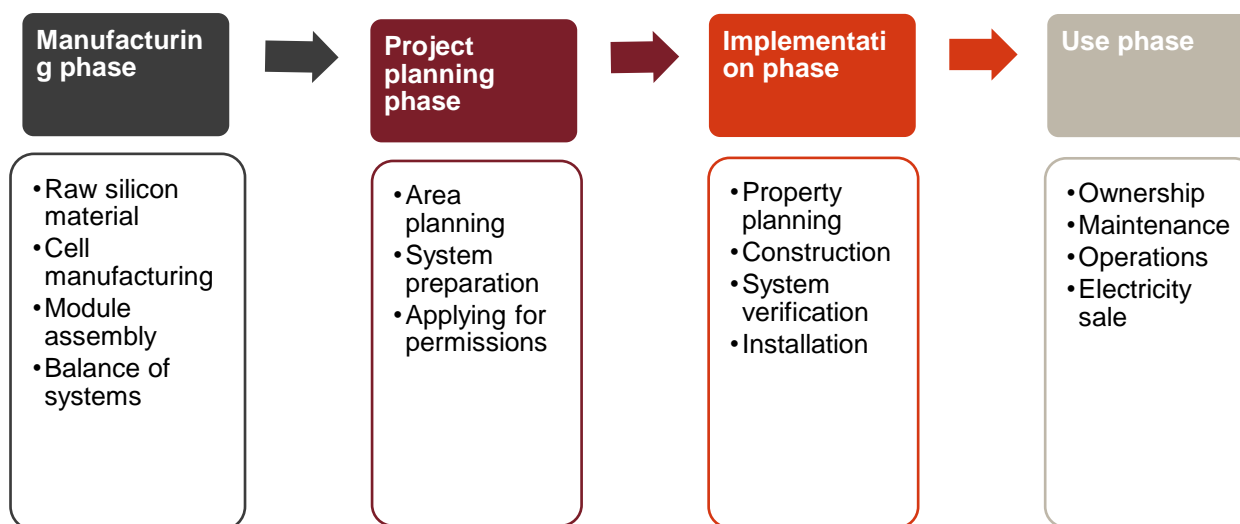 Manufacturin
g phase
Project
planning
phase
Implementati
on phase
Use phase
•Raw silicon
material
•Cell
manufacturing
•Module
assembly
•Balance of
systems
•Area
planning
•System
preparation
•Applying for
permissions
•Property
planning
•Construction
•System
verification
•Installation
•Ownership
•Maintenance
•Operations
•Electricity
sale